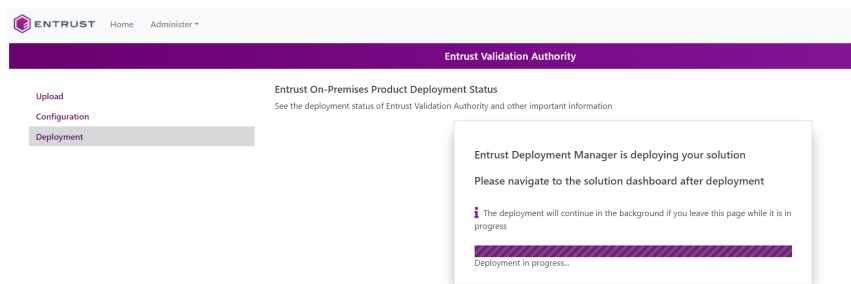 ENTRUST Home Administer
Entrust Validation Authority
Upload
Configuration
Deployment
Entrust On-Premises Product Deployment Status
See the deployment status of Entrust Validation Authority and other important information
Entrust Deployment Manager is deploying your solution
Please navigate to the solution dashboard after deployment
The deployment will continue in the background if you leave this page while it is in
progress
Deployment in progress...